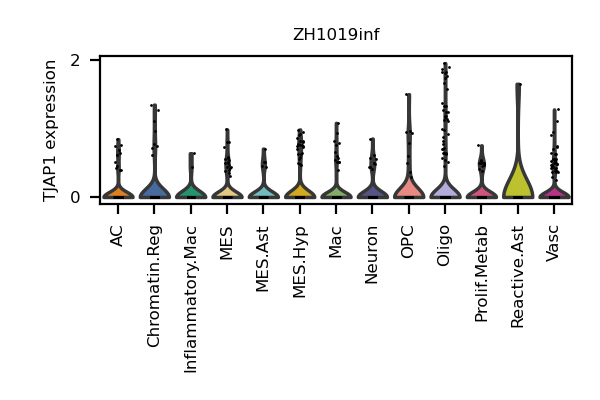 ZH1019inf
TJAP1 expression
2
0
AC
Chromatin.Reg
Inflammatory.Mac
MES
MES.Ast
MES.Hyp
Mac
Neuron
OPC
Oligo
Prolif.Metab
Reactive.Ast
Vasc